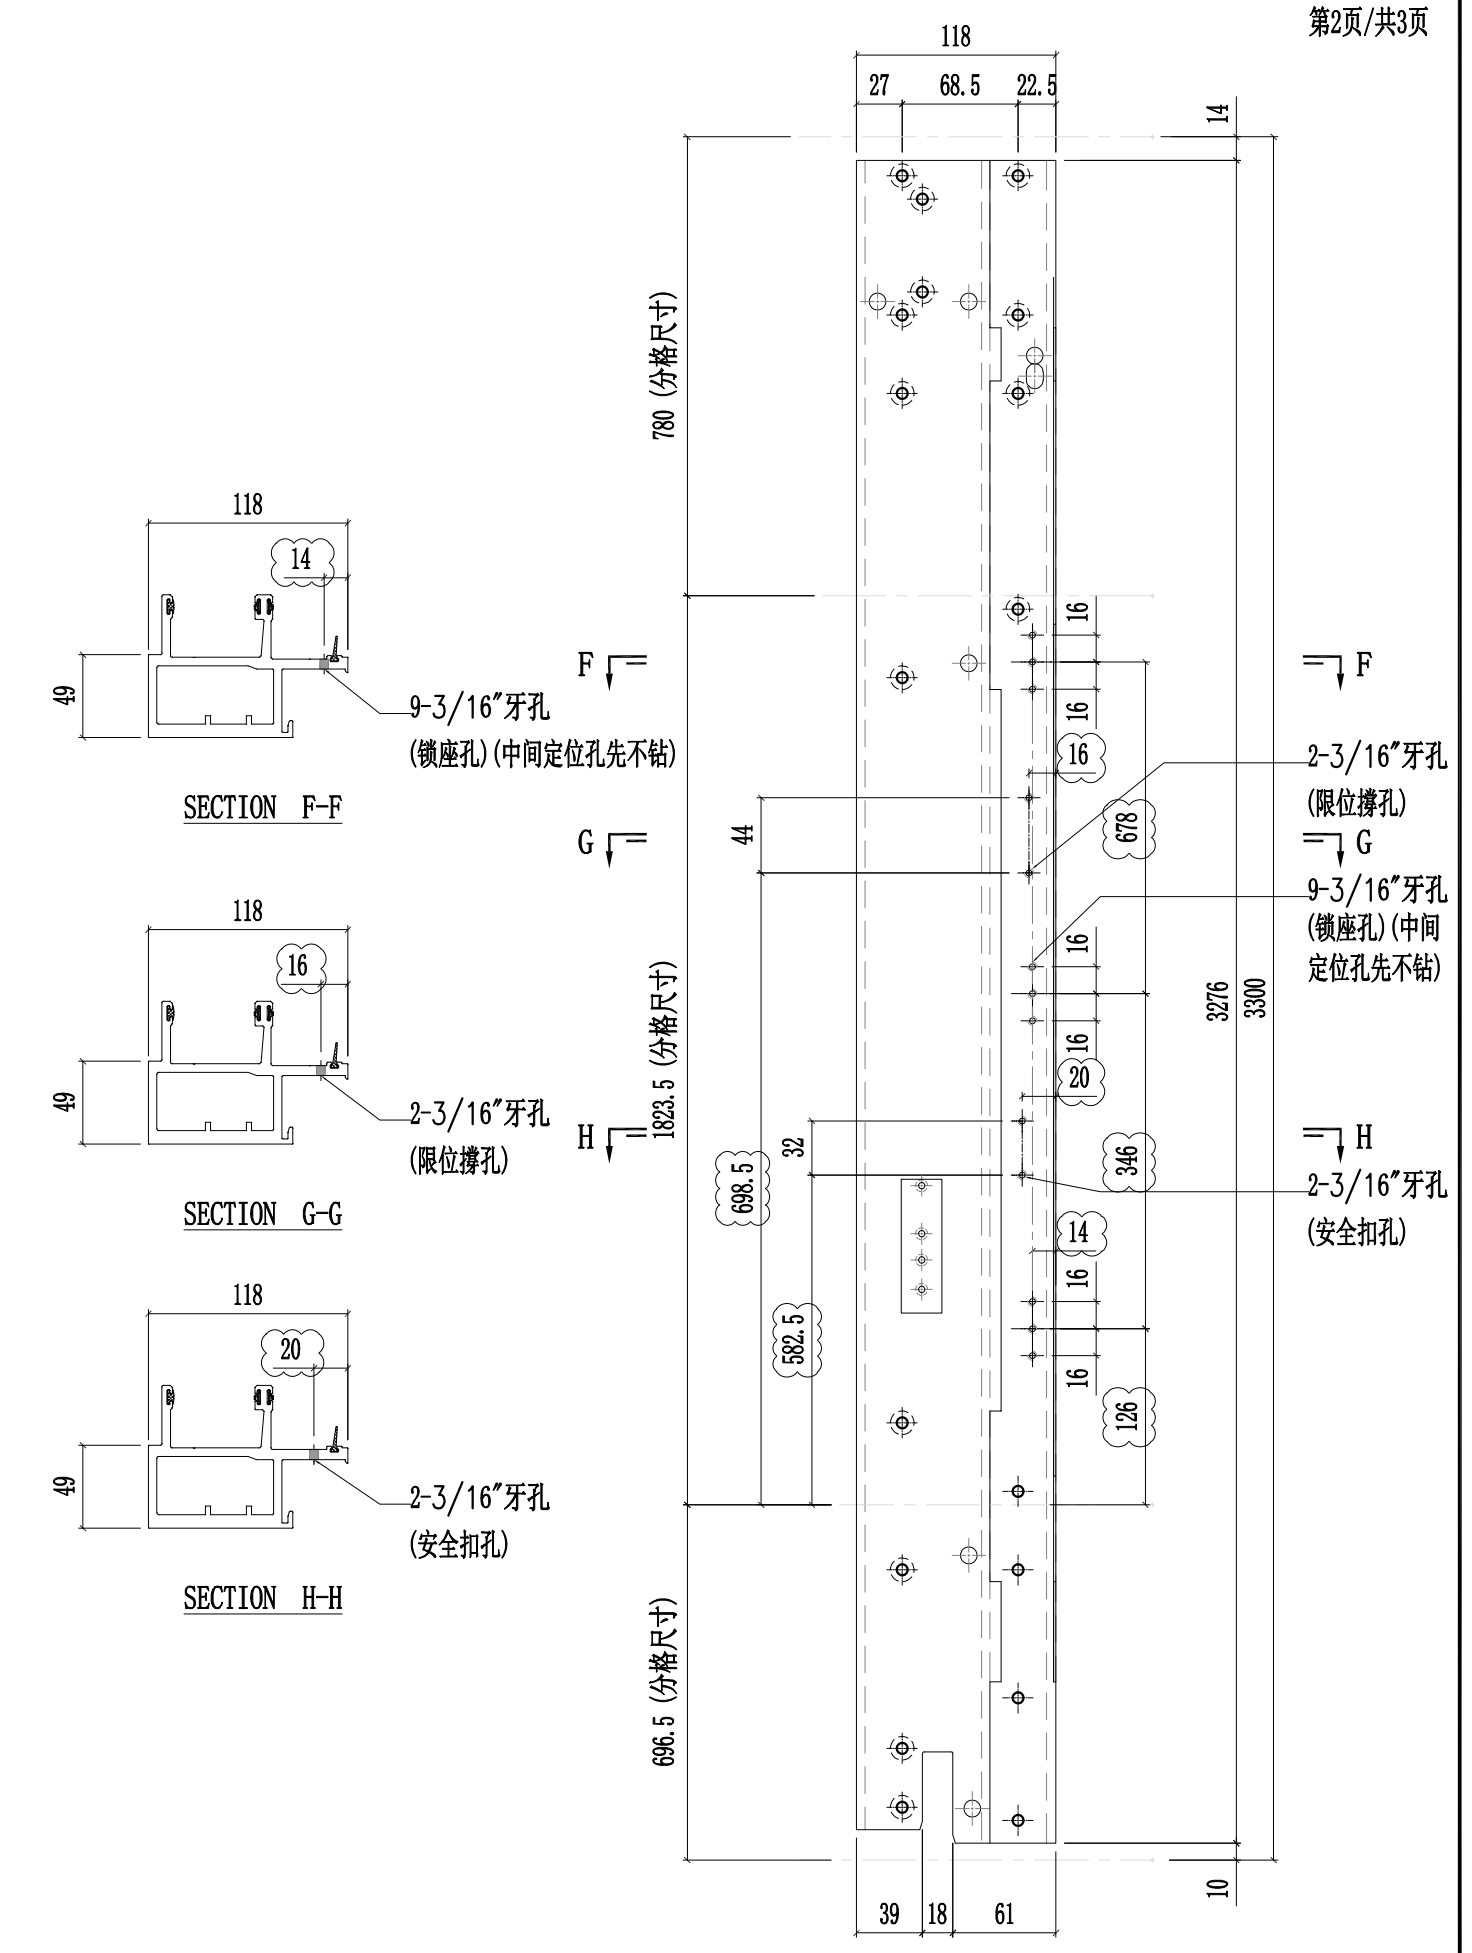 第2页/共3页
118
27
68.5
22.5
14
780 (分格尺寸)
118
14
49
9-3/16"牙孔
(锁座孔)(中间定位孔先不钻)
SECTION F-F
F
F
16
16
16
2-3/16"牙孔
(限位撑孔)
678
44
G
G
9-3/16"牙孔
(锁座孔)(中间
定位孔先不钻)
118
16
49
2-3/16"牙孔
(限位撑孔)
SECTION G-G
16
3276
3300
1823.5 (分格尺寸)
16
20
H
H
32
346
698.5
2-3/16"牙孔
(安全扣孔)
14
16
582.5
16
126
118
20
49
2-3/16"牙孔
(安全扣孔)
SECTION H-H
696.5 (分格尺寸)
10
39
18
61